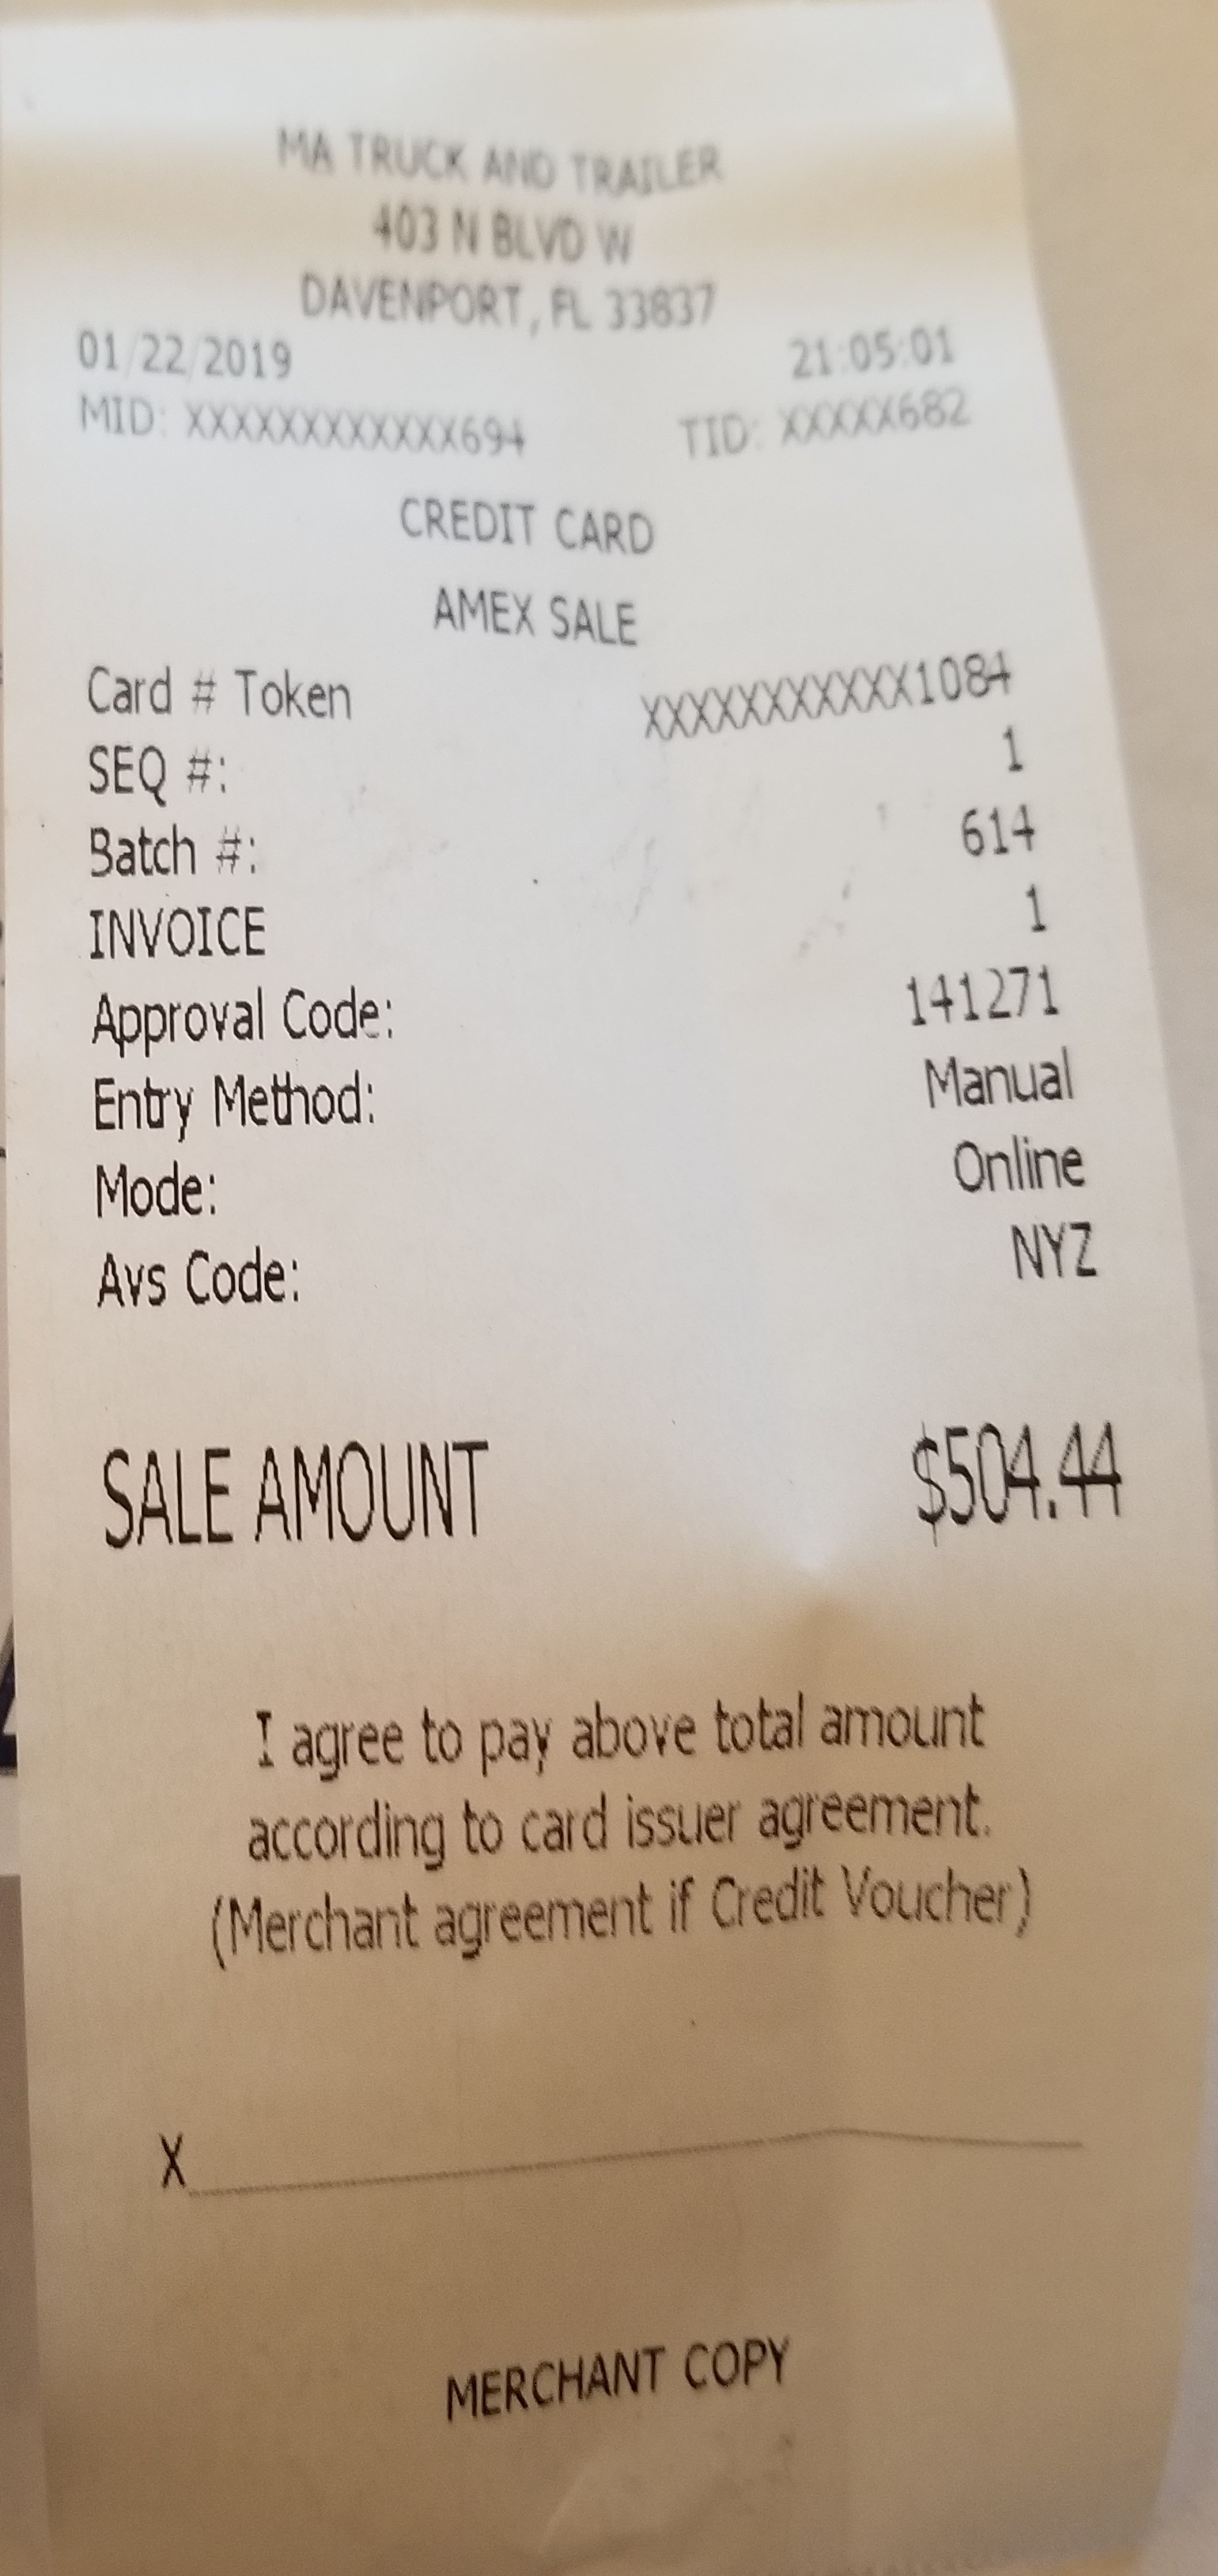 MA TRUCK AND TRAILER
403 N BLVD W
DAVENPORT, FL 33837
01/22/2019 21:05:01
MID: XXXXXXXXXXXX694 TID: XXXXX682
CREDIT CARD
AMEX SALE
Card # Token XXXXXXXXXXX1084
SEQ #: 1
Batch #: 614
INVOICE 1
Approval Code: 141271
Entry Method: Manual
Mode: Online
Avs Code: NYZ
SALE AMOUNT $504.44
I agree to pay above total amount
according to card issuer agreement.
(Merchant agreement if Credit Voucher)
X
MERCHANT COPY